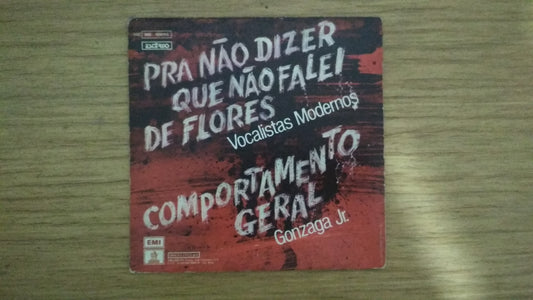 PRA NÃO DIZER
QUE NÃO FALEI
DE FLORES
Vocalistas Modernos
COMPORTAMENTO
GERAL
Gonzaga Jr.
EMI